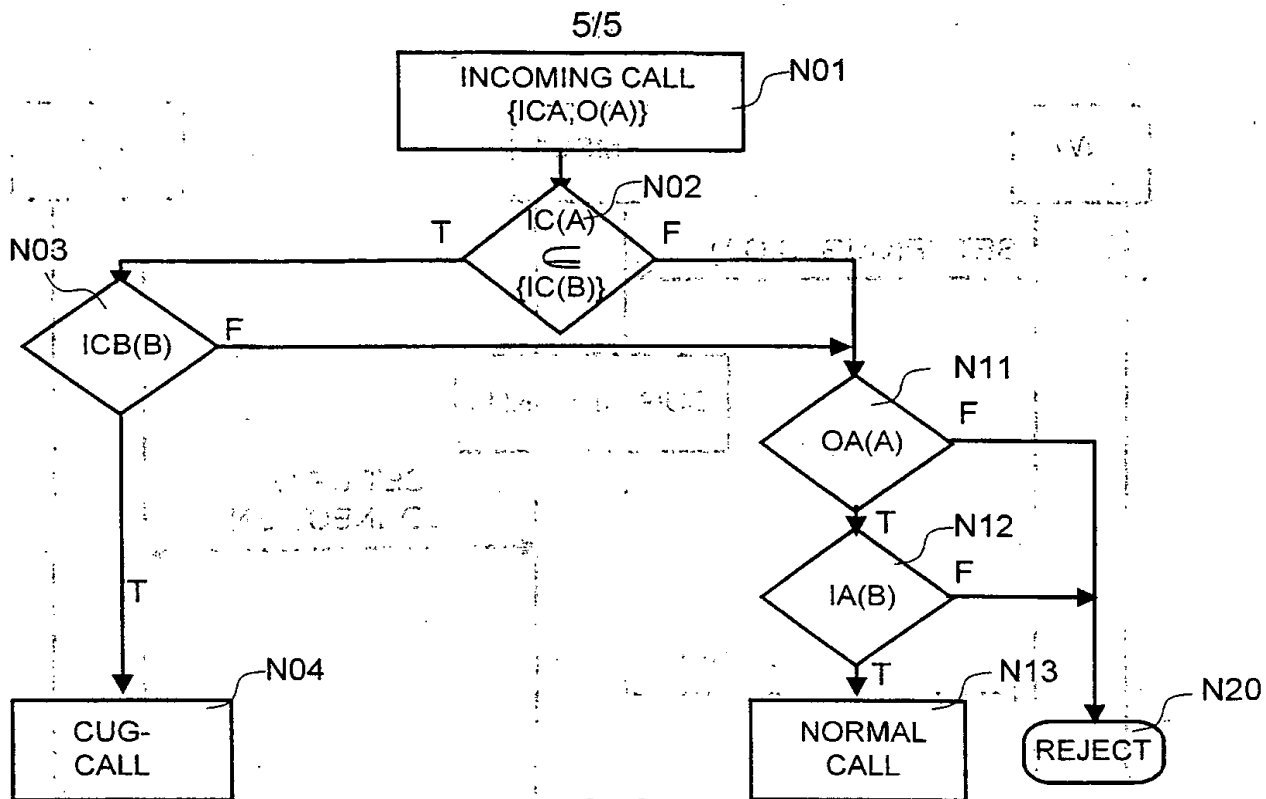 5/5
INCOMING CALL
{ICA,O(A)}
N01
N02
IC(A)
⊂
{IC(B)}
T
F
N03
ICB(B)
F
N11
OA(A)
F
T
N12
IA(B)
F
T
T
N04
CUG-
CALL
N13
NORMAL
CALL
N20
REJECT